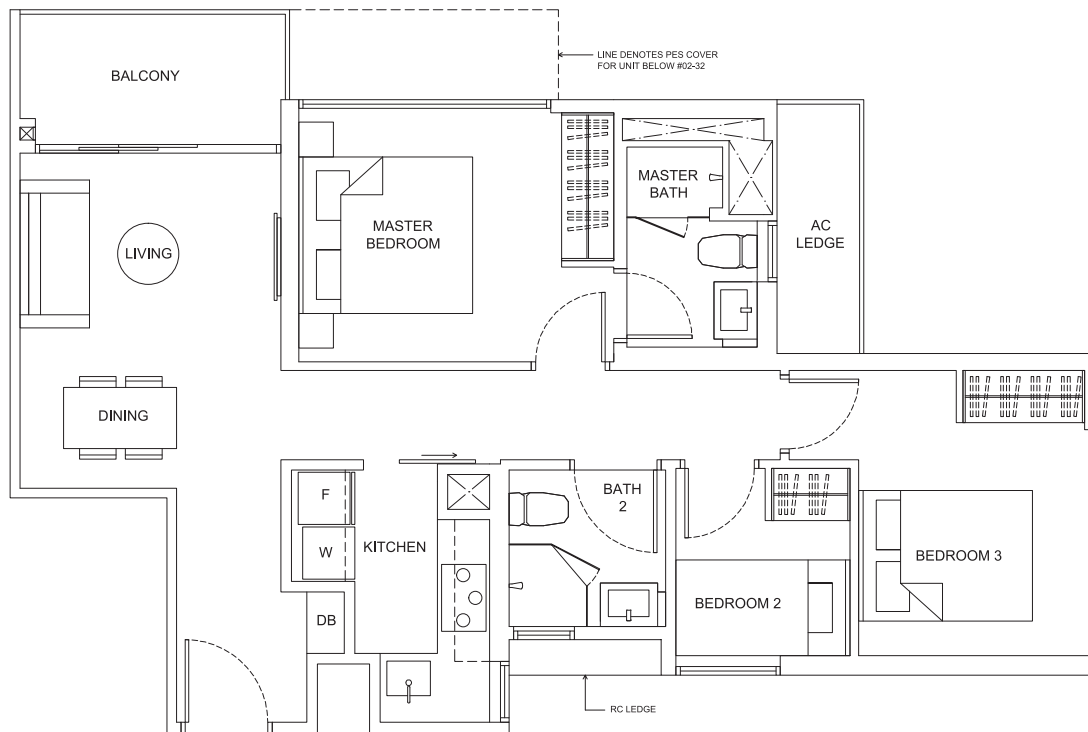 LINE DENOTES PES COVER
FOR UNIT BELOW #02-32
BALCONY
MASTER
BATH
MASTER
BEDROOM
AC
LEDGE
LIVING
DINING
F
BATH
2
W
KITCHEN
BEDROOM 3
BEDROOM 2
DB
RC LEDGE